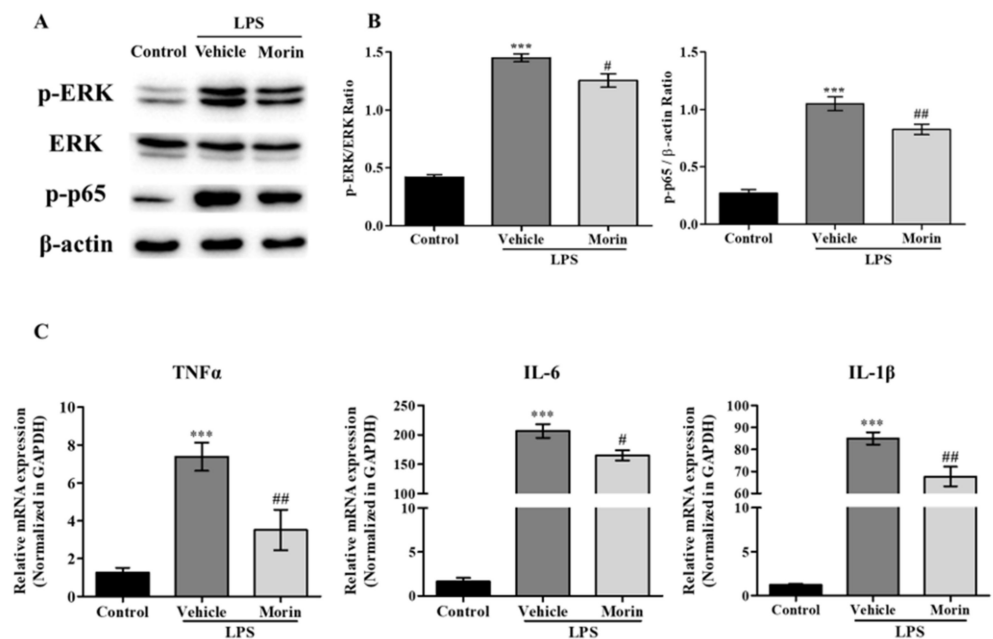 A
LPS
Control Vehicle Morin
p-ERK
ERK
p-p65
β-actin
B
p-ERK/ERK Ratio
1.5
1.0
0.5
0.0
***
#
Control Vehicle Morin
LPS
p-p65 / β-actin Ratio
1.5
1.0
0.5
0.0
***
##
Control Vehicle Morin
LPS
C
TNFα
Relative mRNA expression
(Normalized in GAPDH)
8
6
4
2
0
***
##
Control Vehicle Morin
LPS
IL-6
Relative mRNA expression
(Normalized in GAPDH)
250
200
150
100
10
5
0
***
#
Control Vehicle Morin
LPS
IL-1β
Relative mRNA expression
(Normalized in GAPDH)
100
90
80
70
60
10
5
0
***
##
Control Vehicle Morin
LPS